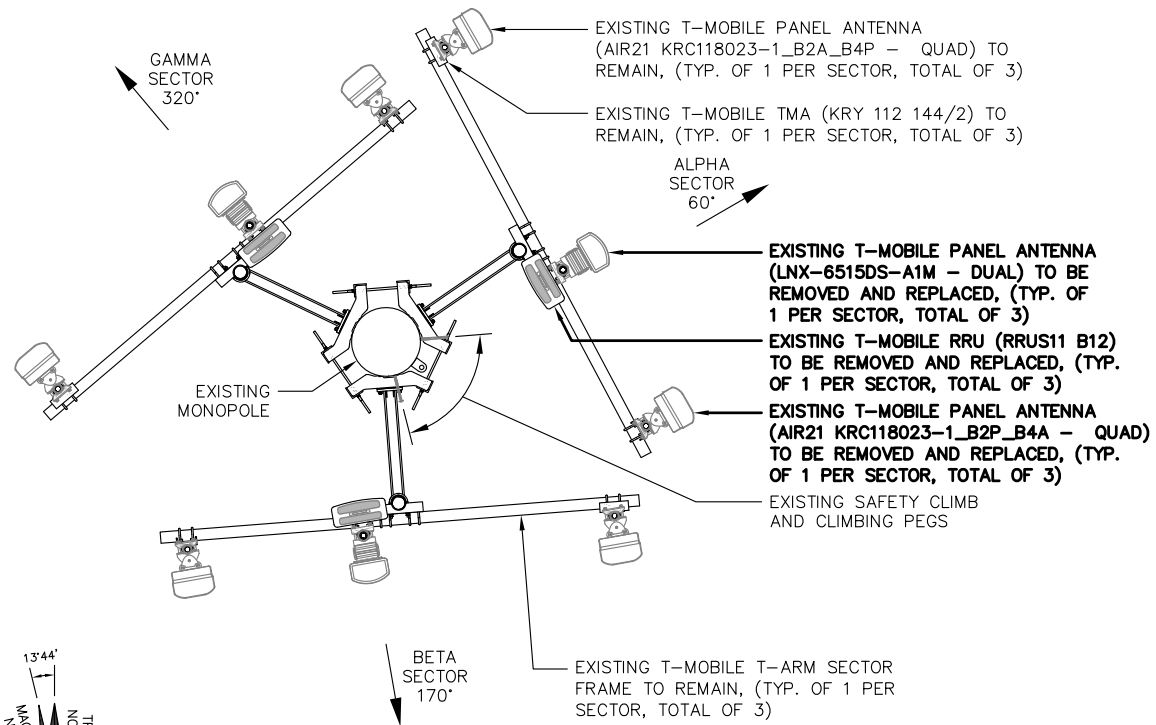 EXISTING T-MOBILE PANEL ANTENNA
(AIR21 KRC118023-1_B2A_B4P - QUAD) TO
REMAIN, (TYP. OF 1 PER SECTOR, TOTAL OF 3)
GAMMA
SECTOR
320°
EXISTING T-MOBILE TMA (KRY 112 144/2) TO
REMAIN, (TYP. OF 1 PER SECTOR, TOTAL OF 3)
ALPHA
SECTOR
60°
EXISTING T-MOBILE PANEL ANTENNA
(LNX-6515DS-A1M - DUAL) TO BE
REMOVED AND REPLACED, (TYP. OF
1 PER SECTOR, TOTAL OF 3)
EXISTING T-MOBILE RRU (RRUS11 B12)
TO BE REMOVED AND REPLACED, (TYP.
OF 1 PER SECTOR, TOTAL OF 3)
EXISTING
MONOPOLE
EXISTING T-MOBILE PANEL ANTENNA
(AIR21 KRC118023-1_B2P_B4A - QUAD)
TO BE REMOVED AND REPLACED, (TYP.
OF 1 PER SECTOR, TOTAL OF 3)
EXISTING SAFETY CLIMB
AND CLIMBING PEGS
BETA
SECTOR
170°
EXISTING T-MOBILE T-ARM SECTOR
FRAME TO REMAIN, (TYP. OF 1 PER
SECTOR, TOTAL OF 3)
13°44'